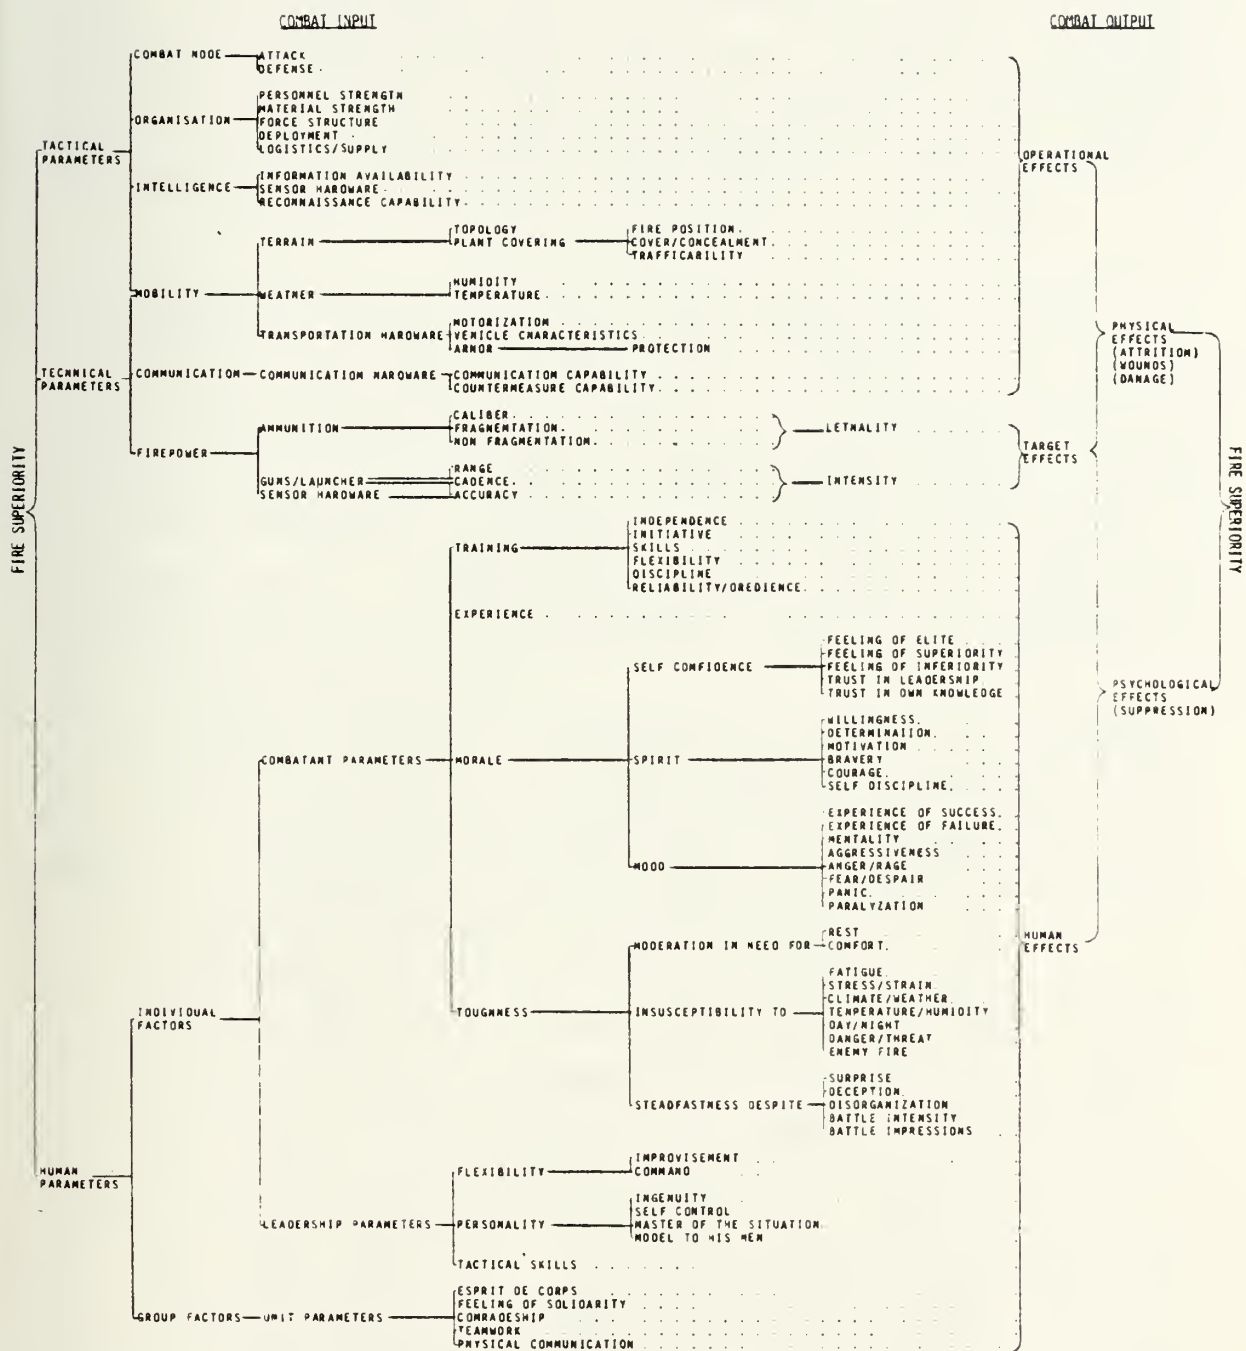 COMBAT INPUT
COMBAT OUTPUT
COMBAT MODE
ATTACK
DEFENSE
ORGANISATION
PERSONNEL STRENGTH
MATERIAL STRENGTH
FORCE STRUCTURE
DEPLOYMENT
LOGISTICS/SUPPLY
TACTICAL
PARAMETERS
OPERATIONAL
EFFECTS
INTELLIGENCE
INFORMATION AVAILABILITY
SENSOR HARDWARE
RECONNAISSANCE CAPABILITY
TERRAIN
TOPOLOGY
PLANT COVERING
FIRE POSITION
COVER/CONCEALMENT
TRAFFICABILITY
MOBILITY
WEATHER
HUMIDITY
TEMPERATURE
TRANSPORTATION HARDWARE
MOTORIZATION
VEHICLE CHARACTERISTICS
ARMOR
PROTECTION
PHYSICAL
EFFECTS
(ATTRITION)
(WOUNDS)
(DAMAGE)
TECHNICAL
PARAMETERS
COMMUNICATION
COMMUNICATION HARDWARE
COMMUNICATION CAPABILITY
COUNTERMEASURE CAPABILITY
FIREPOWER
AMMUNITION
CALIBER
FRAGMENTATION
NON FRAGMENTATION
LETHALITY
TARGET
EFFECTS
GUNS/LAUNCHER
SENSOR HARDWARE
RANGE
CADENCE
ACCURACY
INTENSITY
FIRE SUPERIORITY
FIRE SUPERIORITY
TRAINING
INDEPENDENCE
INITIATIVE
SKILLS
FLEXIBILITY
DISCIPLINE
RELIABILITY/OREDIENCE
EXPERIENCE
SELF CONFIDENCE
FEELING OF ELITE
FEELING OF SUPERIORITY
FEELING OF INFERIORITY
TRUST IN LEADERSHIP
TRUST IN OWN KNOWLEDGE
PSYCHOLOGICAL
EFFECTS
(SUPPRESSION)
COMBATANT PARAMETERS
MORALE
SPIRIT
WILLINGNESS
DETERMINATION
MOTIVATION
BRAVERY
COURAGE
SELF DISCIPLINE
MOOD
EXPERIENCE OF SUCCESS
EXPERIENCE OF FAILURE
MENTALITY
AGGRESSIVENESS
ANGER/RAGE
FEAR/DESPAIR
PANIC
PARALYZATION
MODERATION IN NEED FOR
REST
COMFORT
HUMAN
EFFECTS
INDIVIDUAL
FACTORS
TOUGHNESS
INSUSCEPTIBILITY TO
FATIGUE
STRESS/STRAIN
CLIMATE/WEATHER
TEMPERATURE/HUMIDITY
DAY/NIGHT
DANGER/THREAT
ENEMY FIRE
STEADFASTNESS DESPITE
SURPRISE
DECEPTION
DISORGANIZATION
BATTLE INTENSITY
BATTLE IMPRESSIONS
HUMAN
PARAMETERS
FLEXIBILITY
IMPROVISEMENT
COMMAND
LEADERSHIP PARAMETERS
PERSONALITY
INGENUITY
SELF CONTROL
MASTER OF THE SITUATION
MODEL TO HIS MEN
TACTICAL SKILLS
GROUP FACTORS
UNIT PARAMETERS
ESPRIT DE CORPS
FEELING OF SOLIDARITY
COMRADESHIP
TEAMWORK
PHYSICAL COMMUNICATION